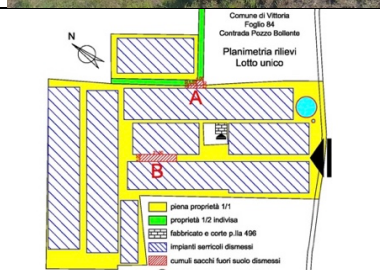 Comune di Vittoria
Foglio 84
Contrada Pozzo Bollente
Planimetria rilievi
Lotto unico
N
A
B
piena proprietà 1/1
proprietà 1/2 indivisa
fabbricato e corte p.lla 496
impianti serricoli dismessi
cumuli sacchi fuori suolo dismessi